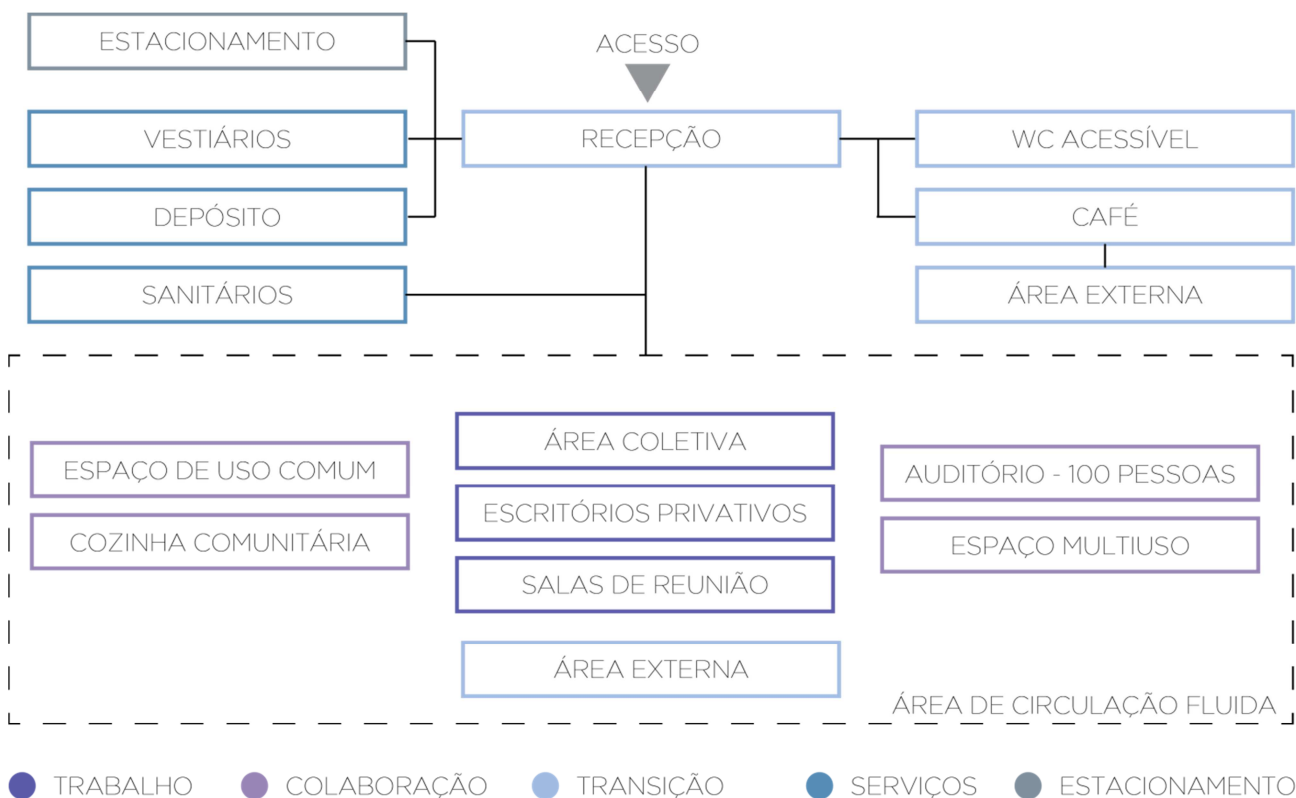 ESTACIONAMENTO
ACESSO
VESTIÁRIOS
RECEPÇÃO
WC ACESSÍVEL
DEPÓSITO
CAFÉ
SANITÁRIOS
ÁREA EXTERNA
ESPAÇO DE USO COMUM
COZINHA COMUNITÁRIA
ÁREA COLETIVA
ESCRITÓRIOS PRIVATIVOS
SALAS DE REUNIÃO
ÁREA EXTERNA
AUDITÓRIO - 100 PESSOAS
ESPAÇO MULTIUSO
ÁREA DE CIRCULAÇÃO FLUIDA
TRABALHO
COLABORAÇÃO
TRANSIÇÃO
SERVIÇOS
ESTACIONAMENTO